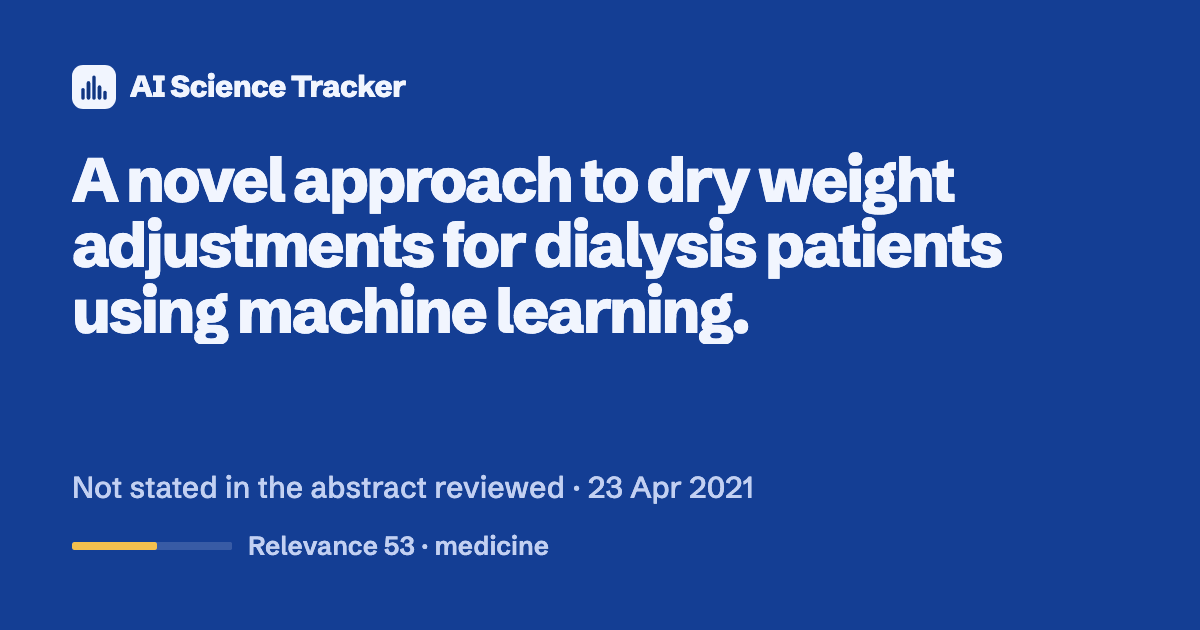 AI Science Tracker
A novel approach to dry weight
adjustments for dialysis patients
using machine learning.
Not stated in the abstract reviewed · 23 Apr 2021
Relevance 53 · medicine